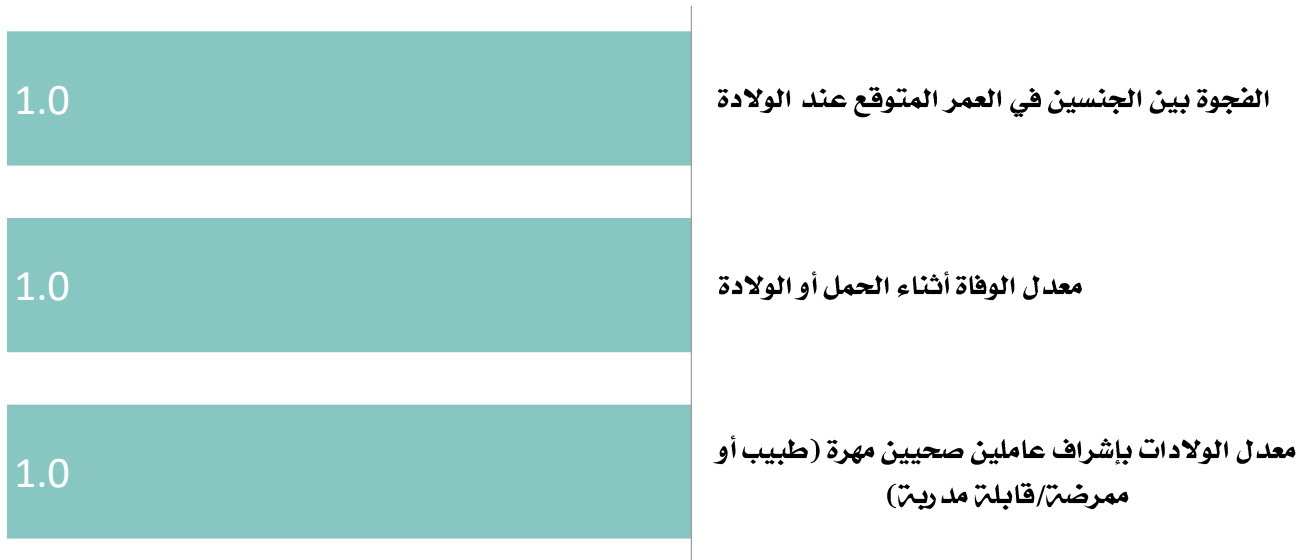 الفجوة بين الجنسين في العمر المتوقع عند الولادة
1.0
معدل الوفاة أثناء الحمل أو الولادة
1.0
معدل الولادات بإشراف عاملين صحيين مهرة (طبيب أو
ممرضة/قابلة مدربة)
1.0